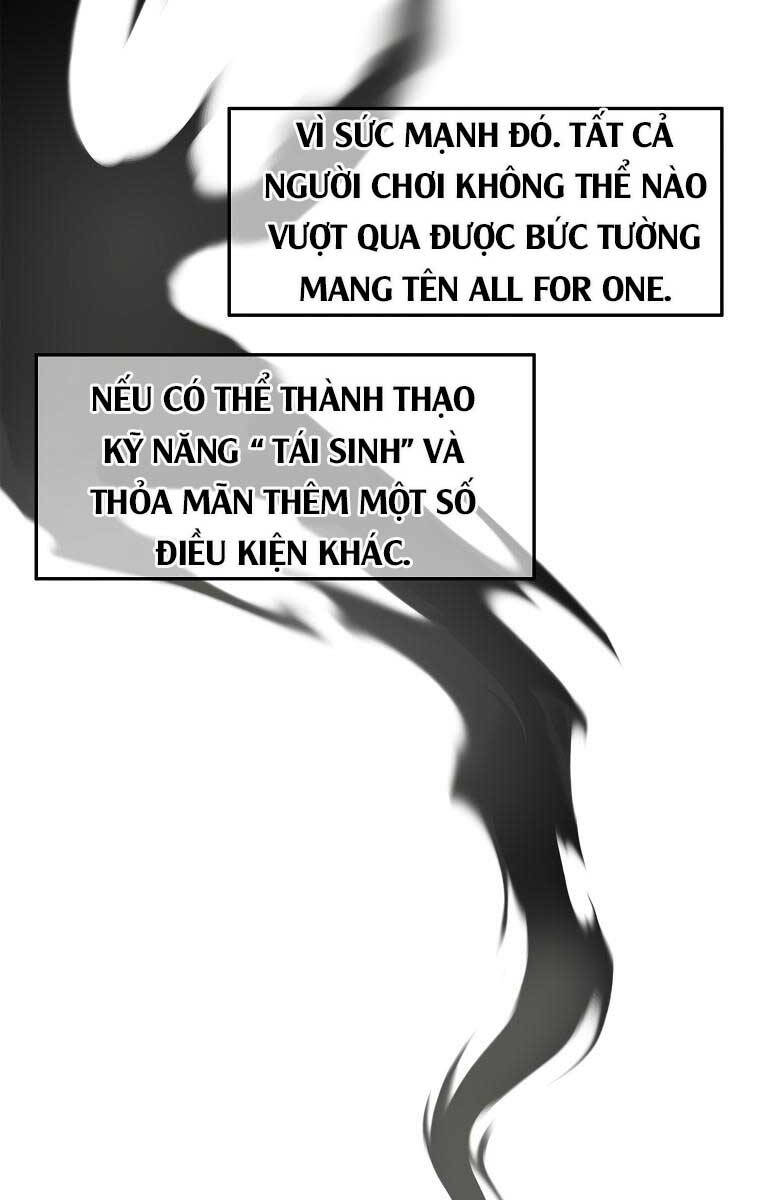 VÌ SỨC MẠNH ĐÓ. TẤT CẢ
NGƯỜI CHƠI KHÔNG THỂ NÀO
VƯỢT QUA ĐƯỢC BỨC TƯỜNG
MANG TÊN ALL FOR ONE.
NẾU CÓ THỂ THÀNH THẠO
KỸ NĂNG “ TÁI SINH” VÀ
THỎA MÃN THÊM MỘT SỐ
ĐIỀU KIỆN KHÁC.